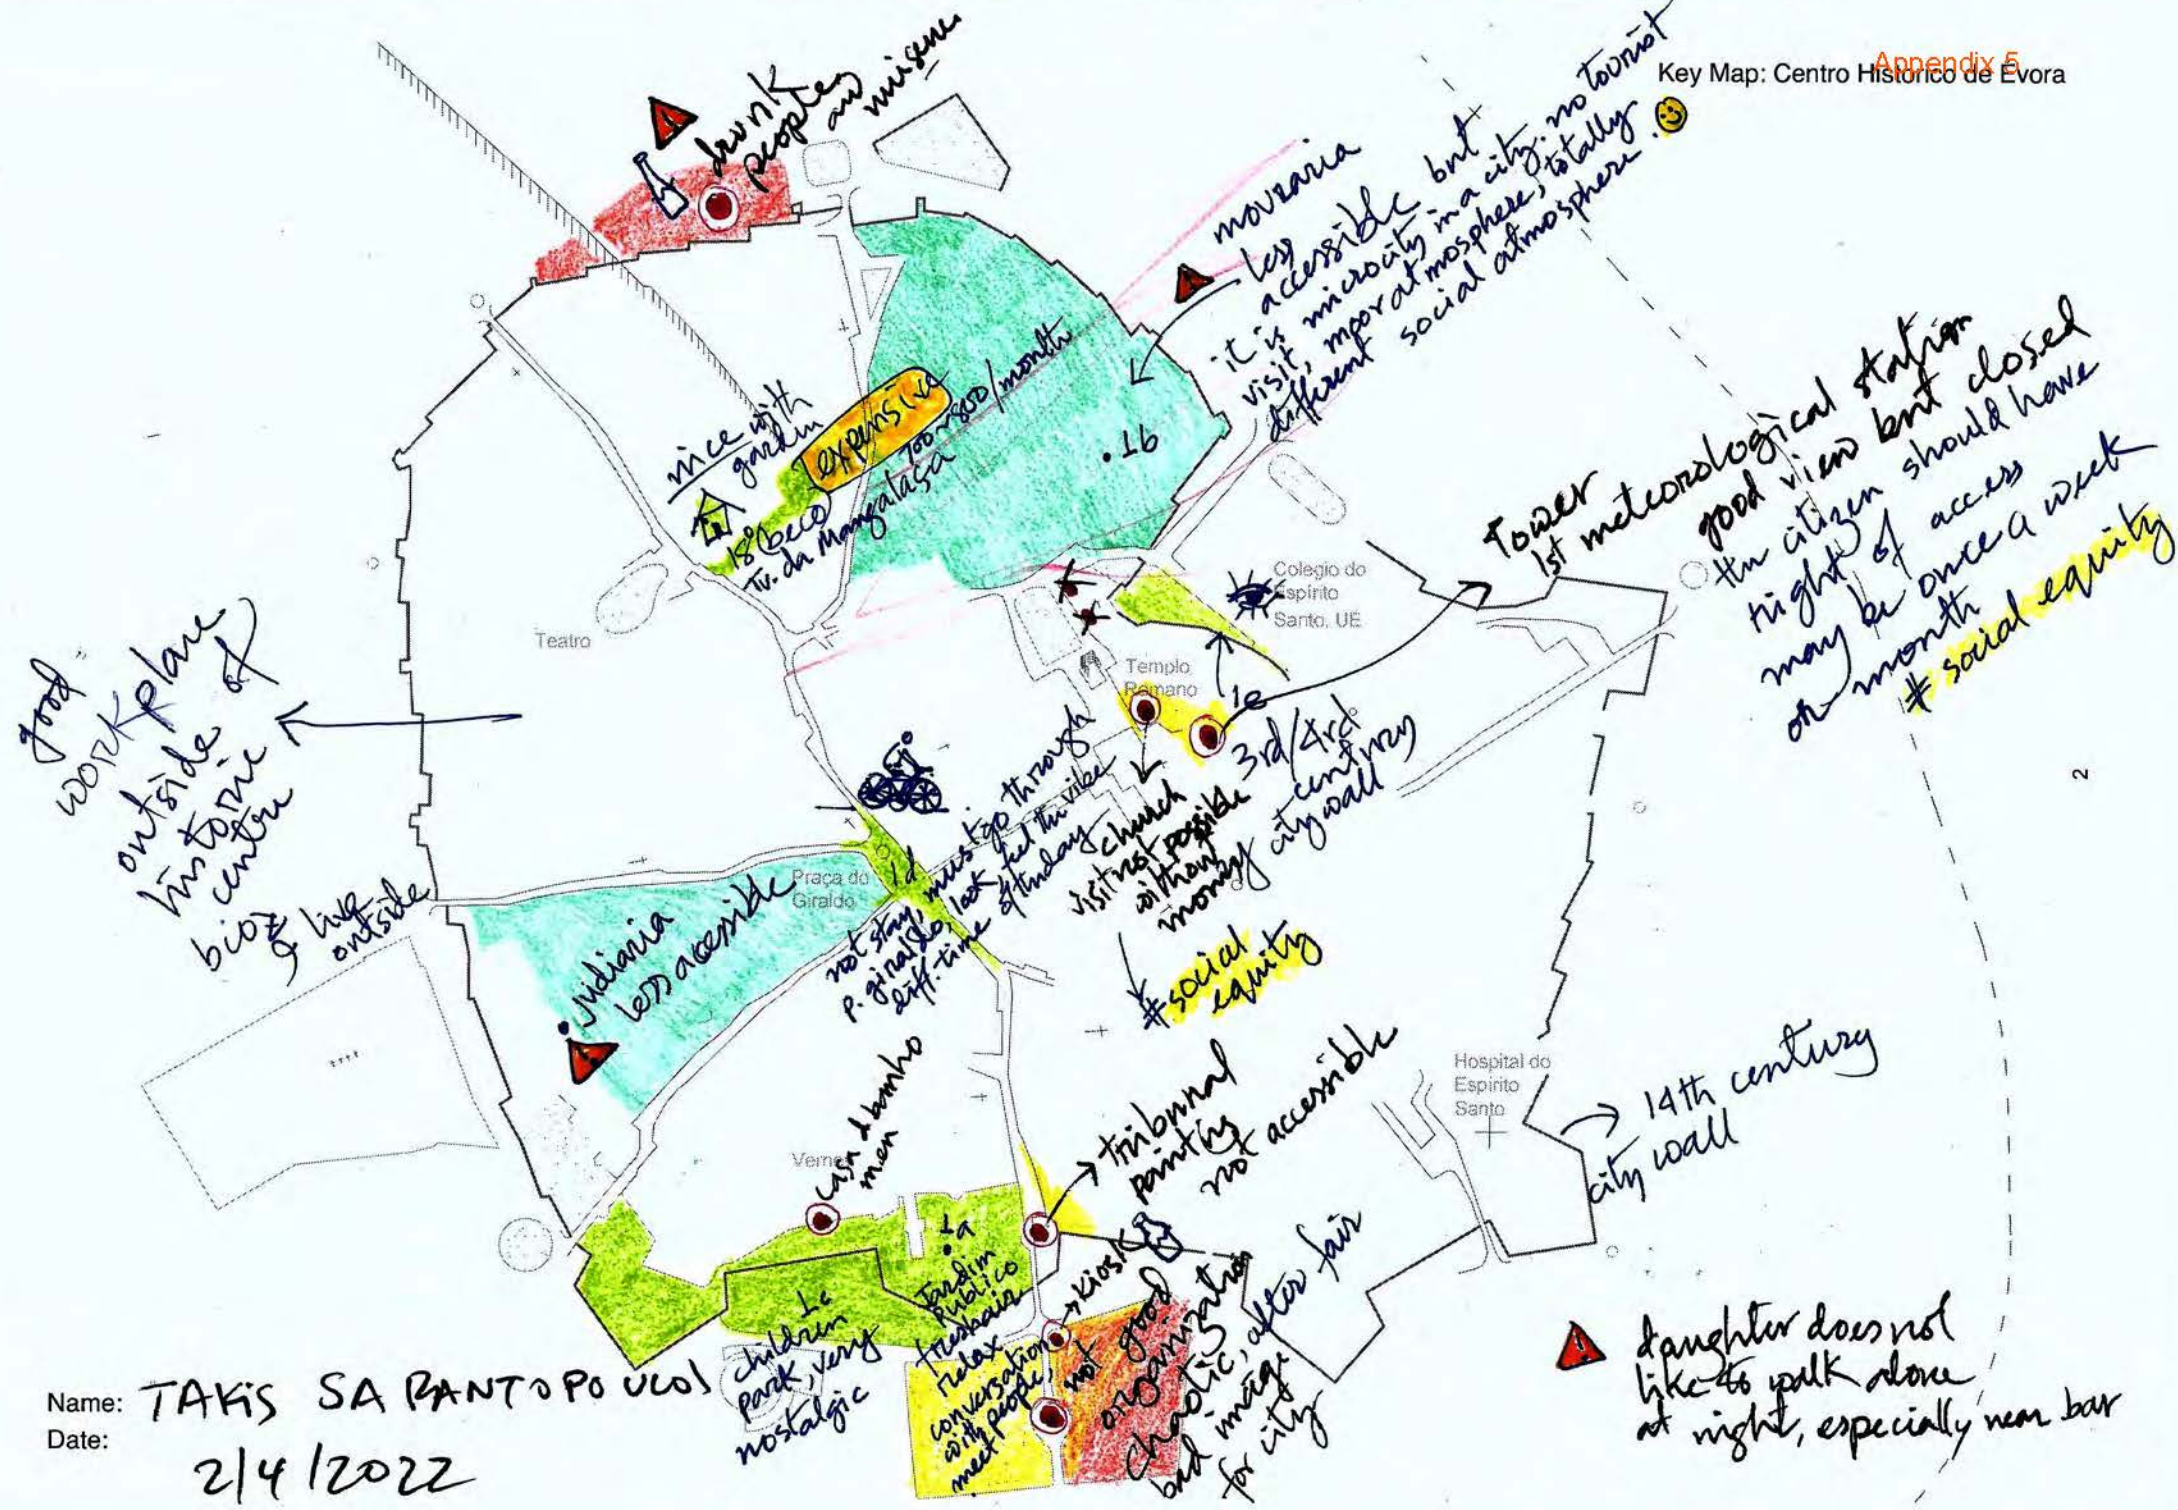 Appendix 5
Key Map: Centro Historico de Evora
drunk
people
and
mouraria
less
accessible but
it is microcity in a city. no tourist
visit, more atmosphere, totally
different social atmosphere.
nice with
garden
expensive
700~800/month
(beco)
Tv. da Mangalaça
.1b
Tower
1st meteorological station
good view but closed
the citizen should have
right of access
may be once a week
or month
# social equity
Colegio do
Espirito
Santo, UE
Teatro
Templo
Romano
1e
3rd/4rd
century
city wall
good
workplace
outside of
historic
centre
live
outside
church
visit not possible
without
money
# social
equity
Praça do
Giraldo
1d
not stay, must go through
p. giraldo, look, feel the vibe
diff. time of the day
Judiaria
less accessible
2
Hospital do
Espirito
Santo
14th century
city wall
casa d banho
men
tribunal
painting
not accessible
1a
Jardim
Publico
fresh air
relax
conversation
with people,
meet
1c
children
park, very
nostalgic
kiosk
not good
organization
chaotic, after fair
bad image
for city
daughter does not
like to walk alone
at night, especially near bar
Name: TAKIS SARANTOPOULOS
Date:
2/4/2022